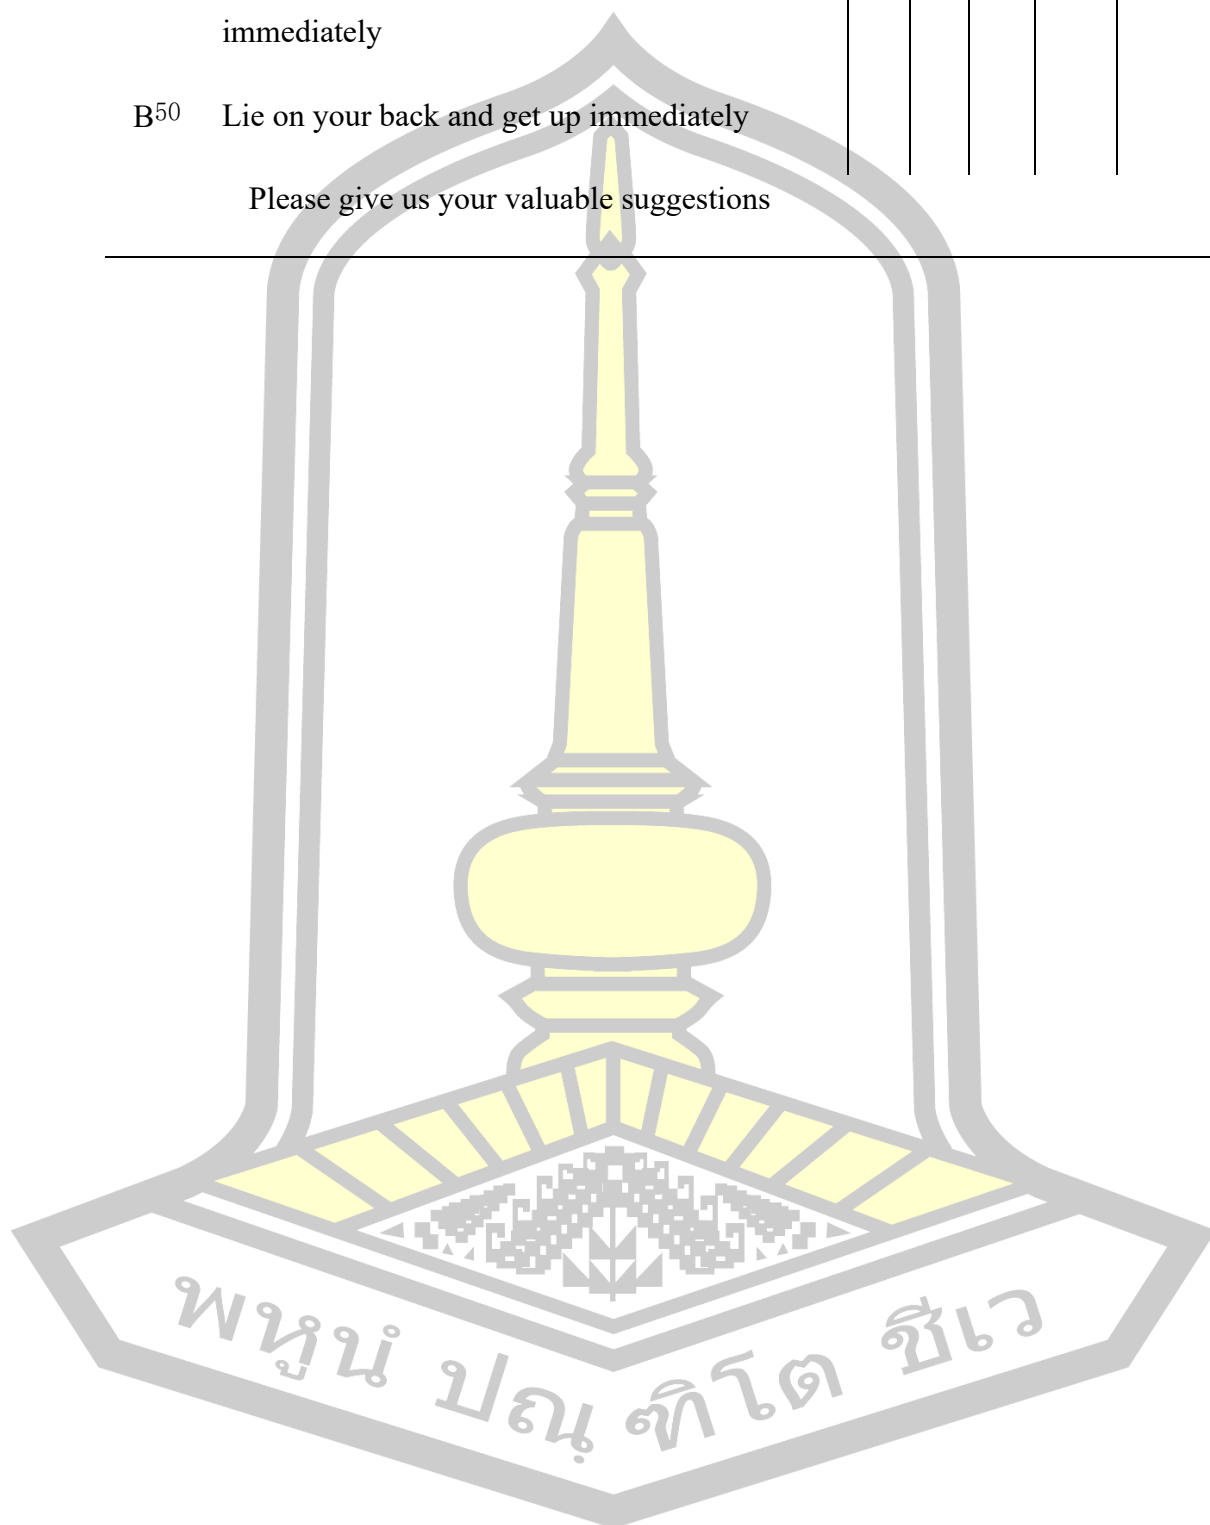 immediately
B50 Lie on your back and get up immediately
Please give us your valuable suggestions
พหูนํ ปณฺฑิโต ชีเว